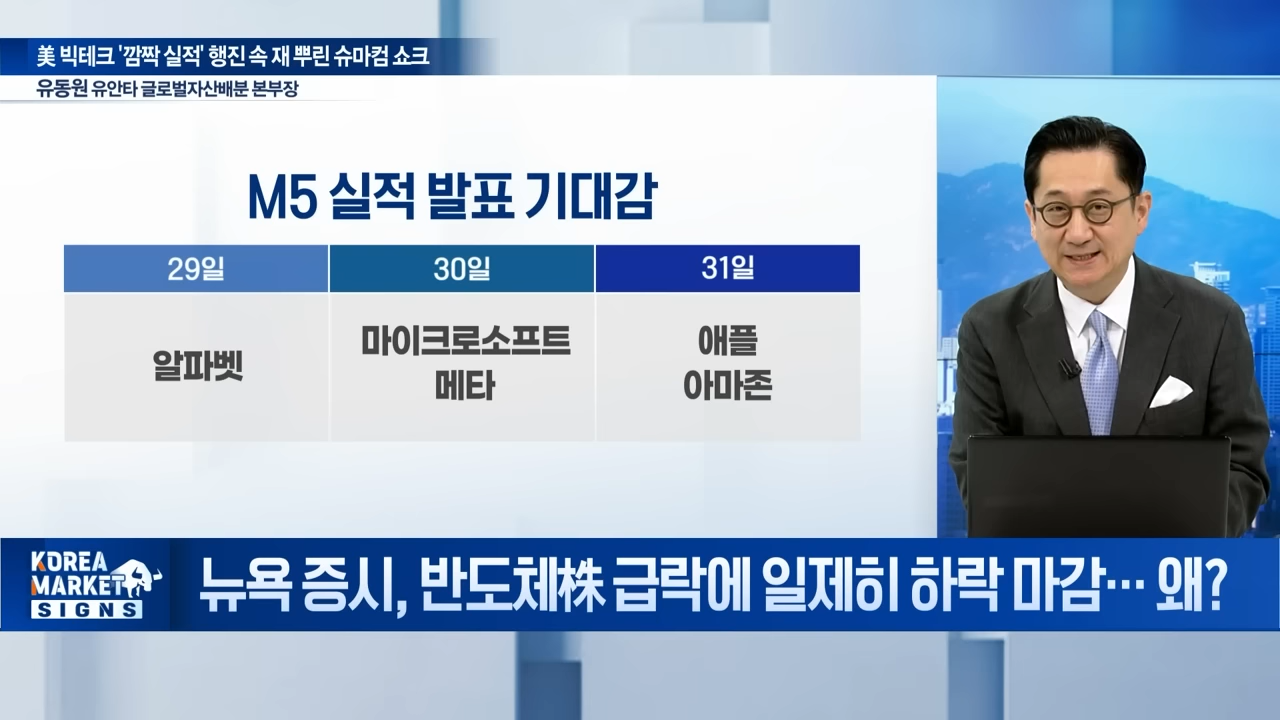 美 빅테크 '깜짝 실적' 행진 속 재 뿌린 슈마컴 쇼크
유동원 유안타 글로벌자산배분 본부장
M5 실적 발표 기대감
29일
30일
31일
알파벳
마이크로소프트
메타
애플
아마존
KOREA
MARKET
SIGNS
뉴욕 증시, 반도체株 급락에 일제히 하락 마감… 왜?